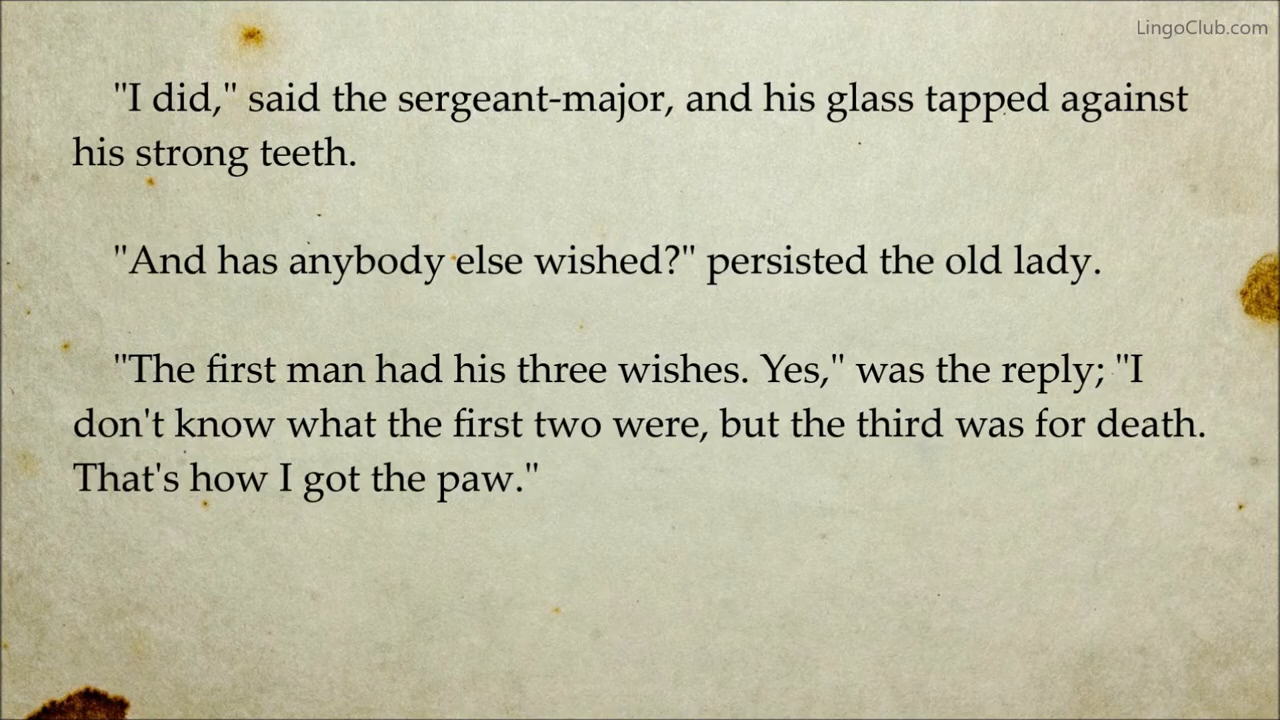 LingoClub.com
"I did," said the sergeant-major, and his glass tapped against
his strong teeth.
"And has anybody else wished?" persisted the old lady.
"The first man had his three wishes. Yes," was the reply; "I
don't know what the first two were, but the third was for death.
That's how I got the paw."